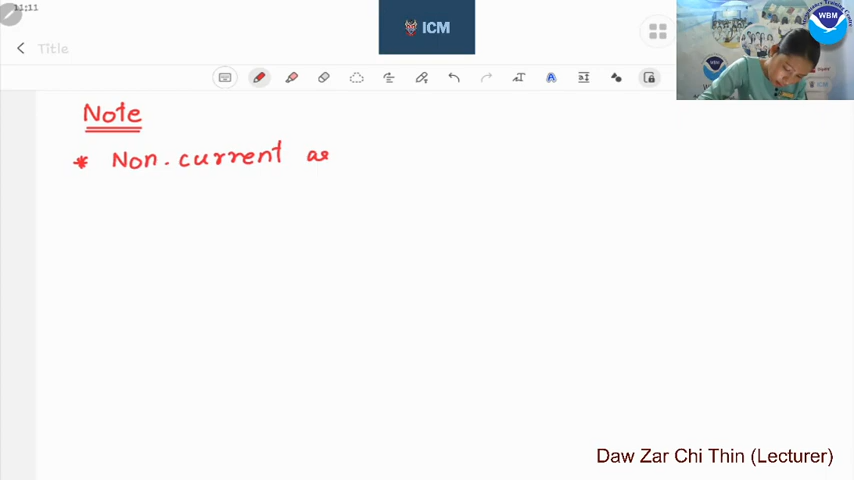 11:11
ICM
WBM
Title
Note
* Non-current as
Daw Zar Chi Thin (Lecturer)